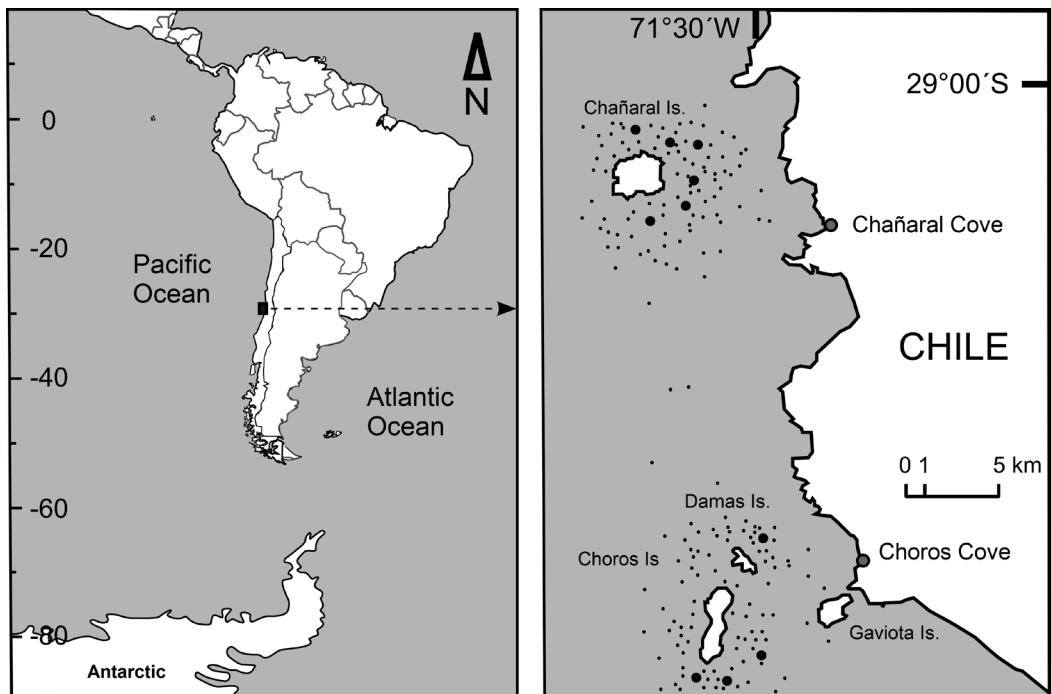 N
0
-20
-40
-60
-80
Pacific
Ocean
Atlantic
Ocean
Antarctic
71°30´W
29°00´S
Chañaral Is.
Chañaral Cove
CHILE
0 1 5 km
Damas Is.
Choros Is
Choros Cove
Gaviota Is.